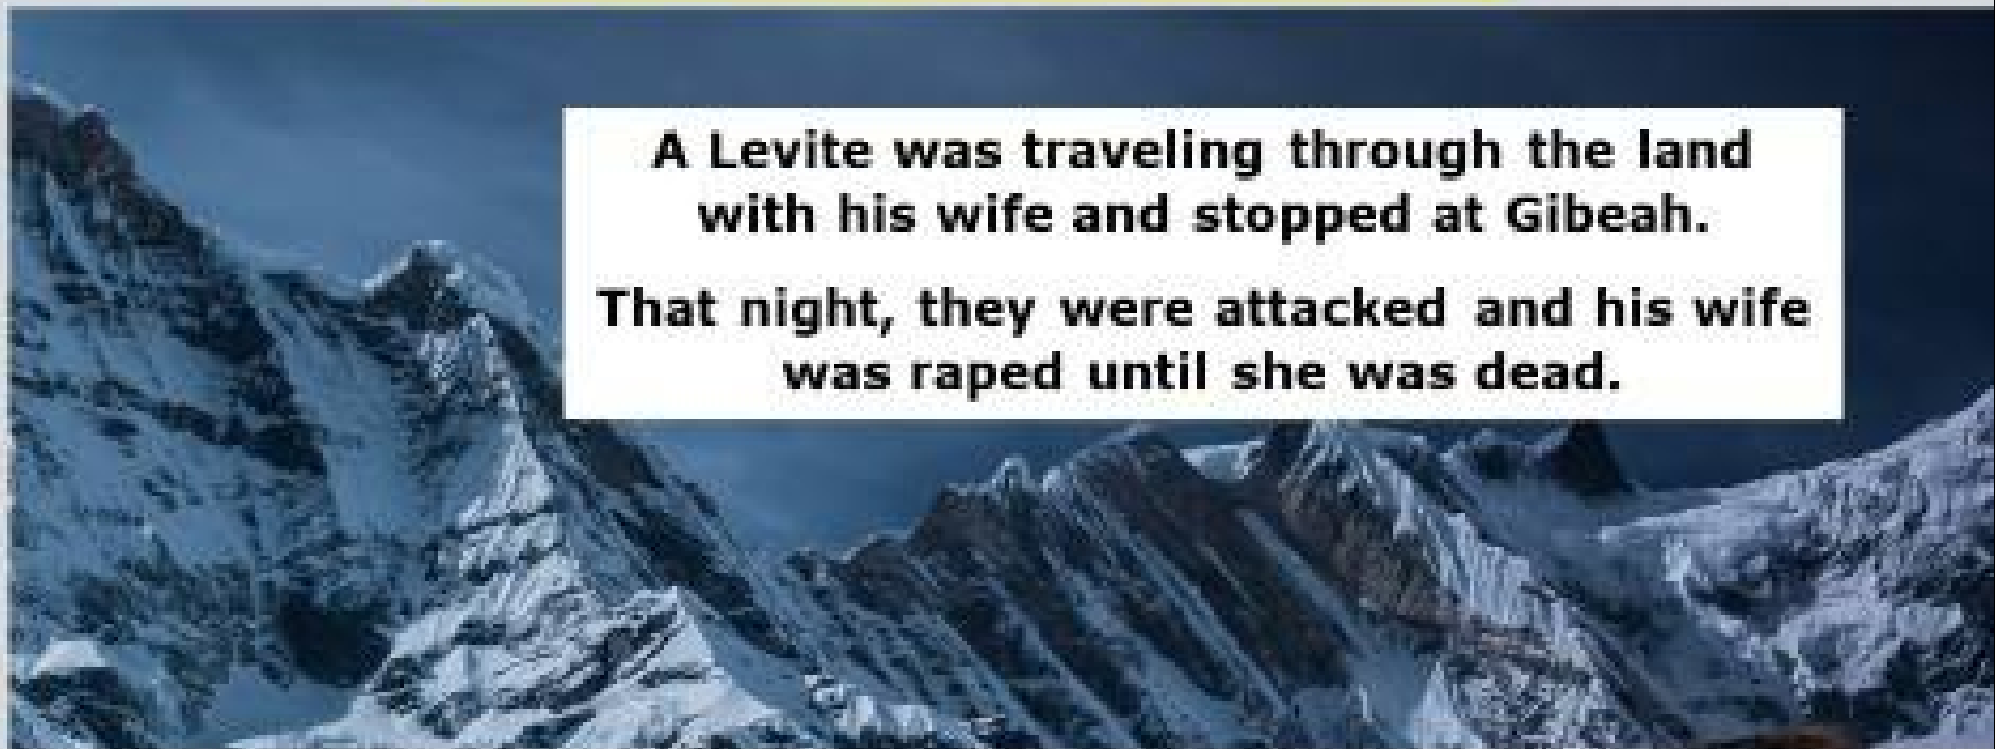 A Levite was traveling through the land
with his wife and stopped at Gibeah.
That night, they were attacked and his wife
was raped until she was dead.